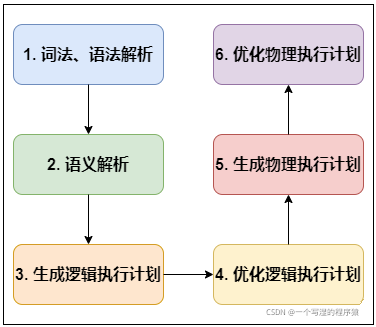 1. 词法、语法解析
2. 语义解析
3. 生成逻辑执行计划
4. 优化逻辑执行计划
5. 生成物理执行计划
6. 优化物理执行计划
CSDN @一个写湿的程序猿